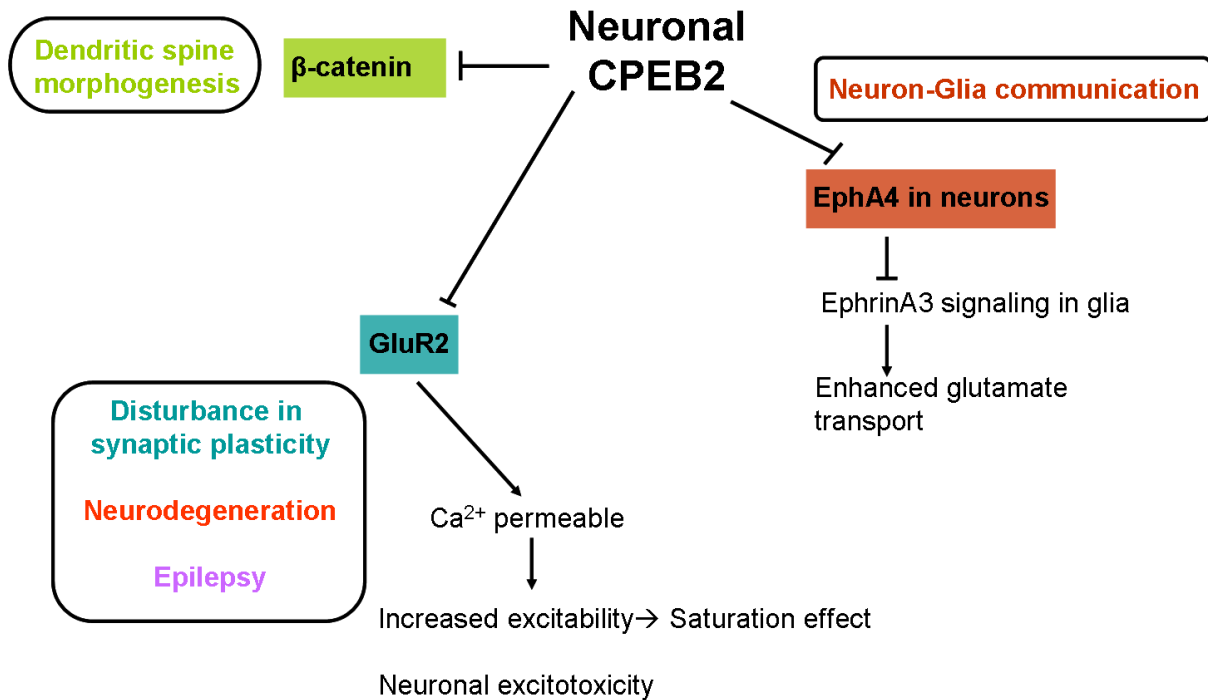 Neuronal
CPEB2
Dendritic spine
morphogenesis
β-catenin
Neuron-Glia communication
EphA4 in neurons
EphrinA3 signaling in glia
Enhanced glutamate
transport
GluR2
Disturbance in
synaptic plasticity
Neurodegeneration
Epilepsy
Ca²⁺ permeable
Increased excitability→ Saturation effect
Neuronal excitotoxicity